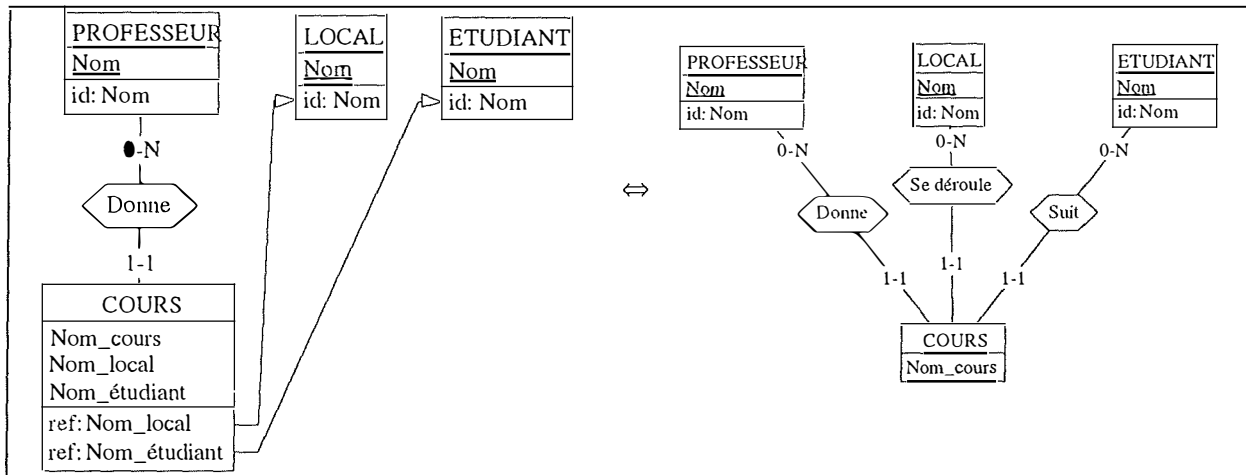 PROFESSEUR
Nom
id: Nom
LOCAL
Nom
id: Nom
ETUDIANT
Nom
id: Nom
0-N
Donne
1-1
COURS
Nom_cours
Nom_local
Nom_étudiant
ref: Nom_local
ref: Nom_étudiant
⇔
PROFESSEUR
Nom
id: Nom
LOCAL
Nom
id: Nom
ETUDIANT
Nom
id: Nom
0-N
0-N
0-N
Donne
Se déroule
Suit
1-1
1-1
1-1
COURS
Nom_cours